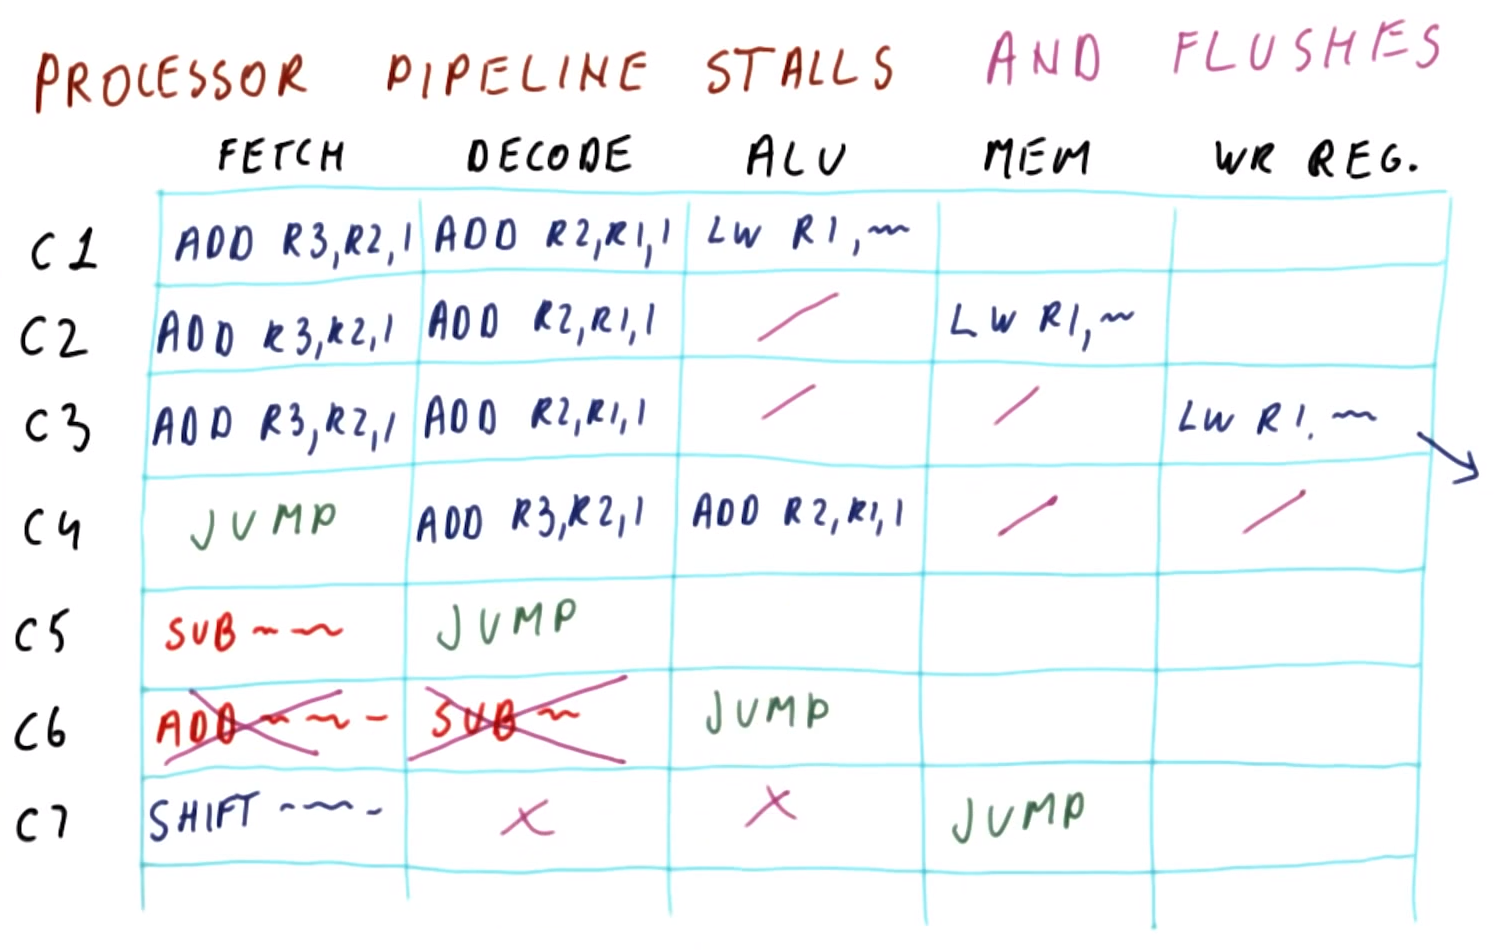 PROCESSOR PIPELINE STALLS AND FLUSHES
FETCH DECODE ALU MEM WR REG.
C1 ADD R3,R2,1 ADD R2,R1,1 LW R1,~
C2 ADD R3,R2,1 ADD R2,R1,1 / LW R1,~
C3 ADD R3,R2,1 ADD R2,R1,1 / / LW R1, ~
C4 JUMP ADD R3,R2,1 ADD R2,R1,1 / /
C5 SUB ~ ~ JUMP
C6 ADD ~ ~ - SUB ~ JUMP
C7 SHIFT - ~ ~ - X X JUMP